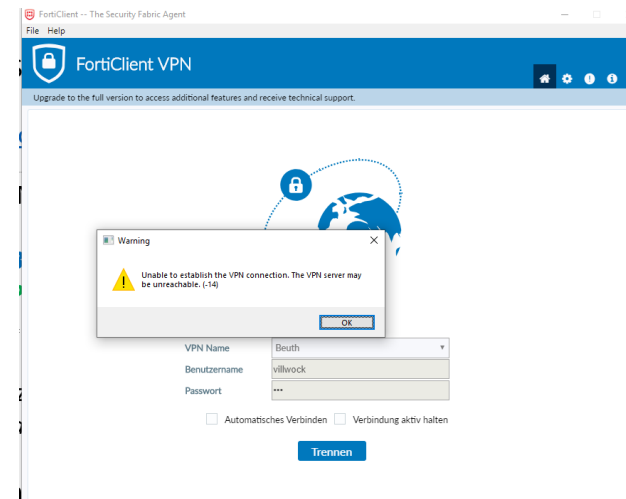 FortiClient -- The Security Fabric Agent
File Help
FortiClient VPN
Upgrade to the full version to access additional features and receive technical support.
Warning
Unable to establish the VPN connection. The VPN server may
be unreachable. (-14)
OK
VPN Name Beuth
Benutzername villwock
Passwort •••
Automatisches Verbinden Verbindung aktiv halten
Trennen